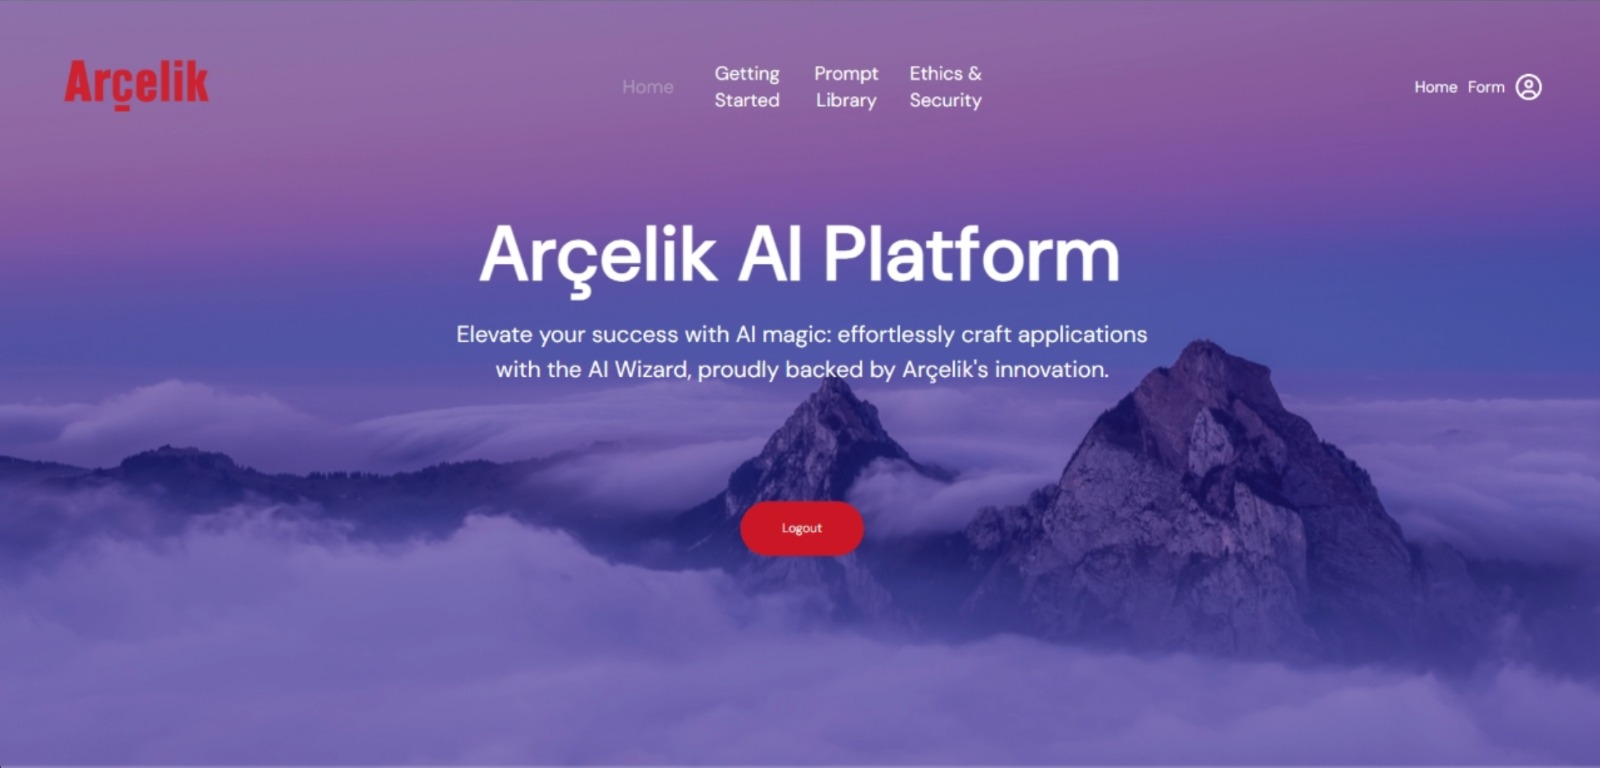 Arçelik
Home
Getting
Started
Prompt
Library
Ethics &
Security
Home
Form
Arçelik AI Platform
Elevate your success with AI magic: effortlessly craft applications
with the AI Wizard, proudly backed by Arçelik's innovation.
Logout